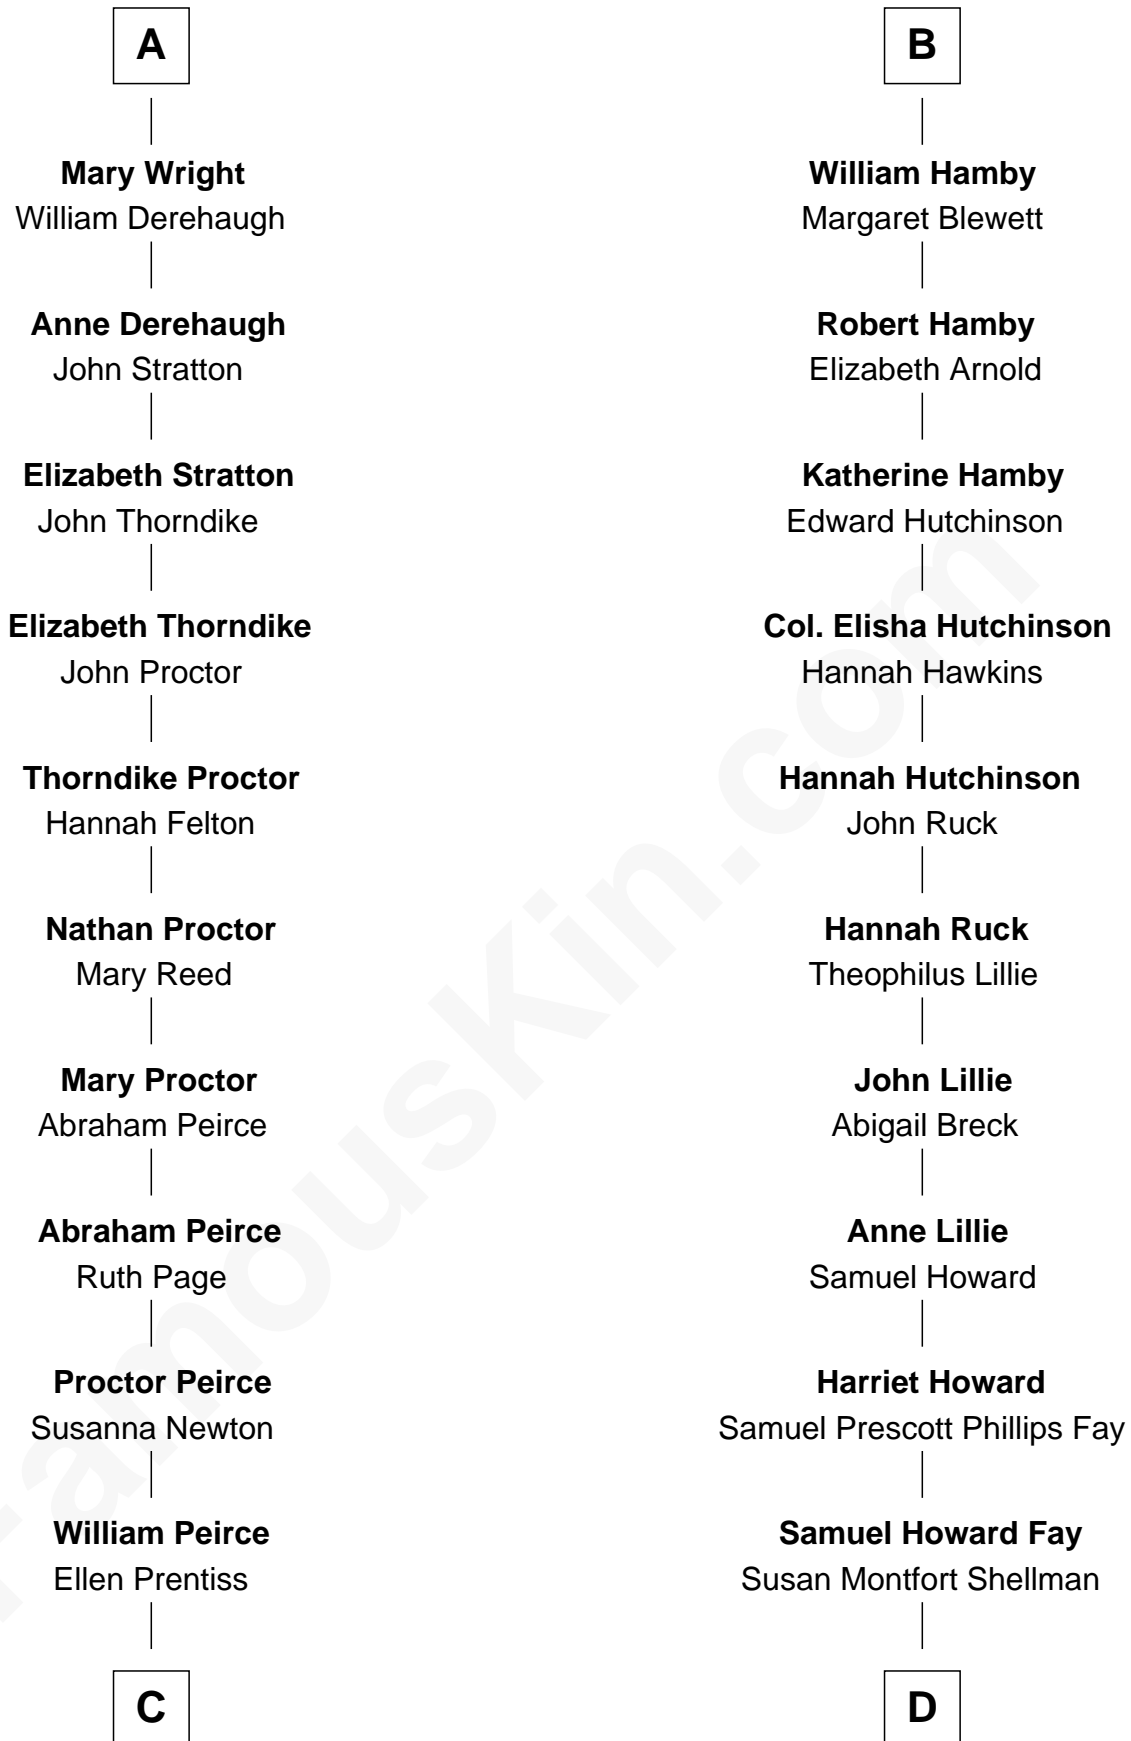 A
Mary Wright
William Derehaugh
Anne Derehaugh
John Stratton
Elizabeth Stratton
John Thorndike
Elizabeth Thorndike
John Proctor
Thorndike Proctor
Hannah Felton
Nathan Proctor
Mary Reed
Mary Proctor
Abraham Peirce
Abraham Peirce
Ruth Page
Proctor Peirce
Susanna Newton
William Peirce
Ellen Prentiss
C
B
William Hamby
Margaret Blewett
Robert Hamby
Elizabeth Arnold
Katherine Hamby
Edward Hutchinson
Col. Elisha Hutchinson
Hannah Hawkins
Hannah Hutchinson
John Ruck
Hannah Ruck
Theophilus Lillie
John Lillie
Abigail Breck
Anne Lillie
Samuel Howard
Harriet Howard
Samuel Prescott Phillips Fay
Samuel Howard Fay
Susan Montfort Shellman
D
FamousKin.com